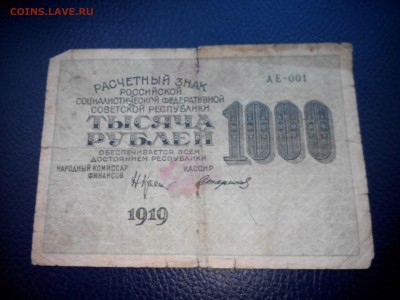 COINS.LAVE.RU
РАСЧЕТНЫЙ ЗНАК
РОССИЙСКОЙ
СОЦИАЛИСТИЧЕСКОЙ ФЕДЕРАТИВНОЙ
СОВЕТСКОЙ РЕСПУБЛИКИ
ТЫСЯЧА
РУБЛЕЙ
ОБЕСПЕЧИВАЕТСЯ ВСЕМ
ДОСТОЯНИЕМ РЕСПУБЛИКИ
НАРОДНЫЙ КОМИССАР
ФИНАНСОВ
КАССИР
1919
АЕ-001
1000